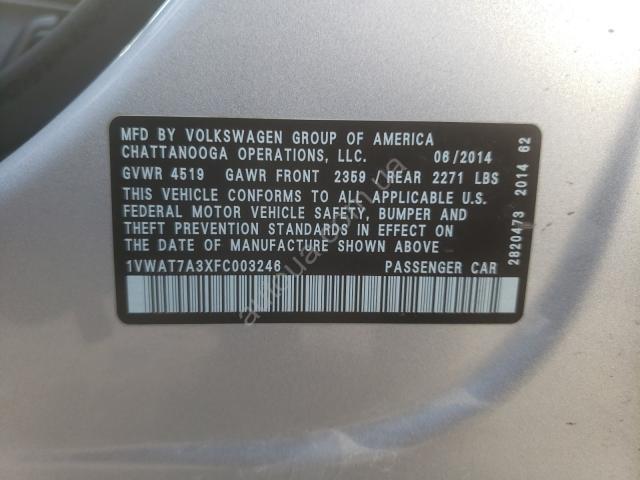 MFD BY VOLKSWAGEN GROUP OF AMERICA
CHATTANOOGA OPERATIONS, LLC. 06/2014
GVWR 4519 GAWR FRONT 2359 / REAR 2271 LBS
THIS VEHICLE CONFORMS TO ALL APPLICABLE U.S.
FEDERAL MOTOR VEHICLE SAFETY, BUMPER AND
THEFT PREVENTION STANDARDS IN EFFECT ON
THE DATE OF MANUFACTURE SHOWN ABOVE
1VWAT7A3XFC003246 PASSENGER CAR
2820473 2014 62